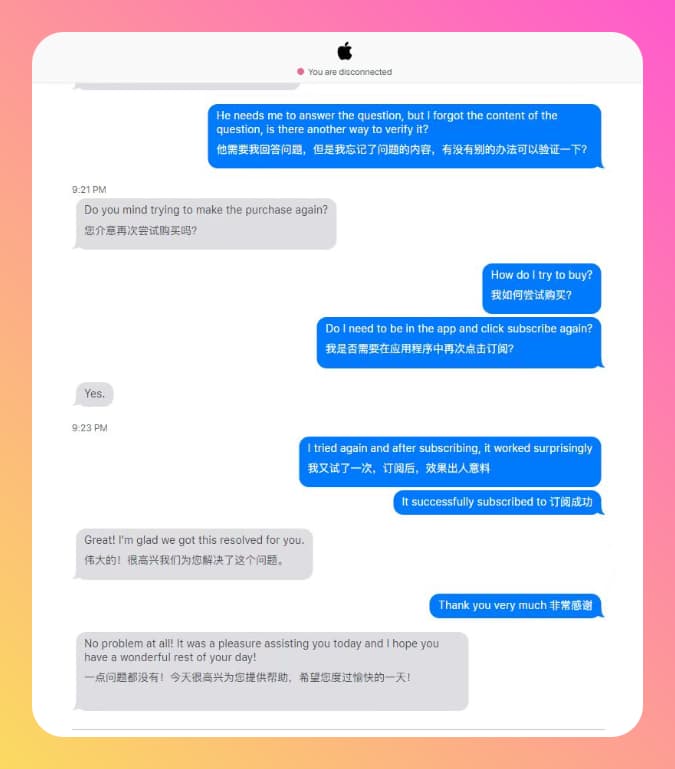 You are disconnected
He needs me to answer the question, but I forgot the content of the
question, is there another way to verify it?
他需要我回答问题，但是我忘记了问题的内容，有没有别的办法可以验证一下?
9:21 PM
Do you mind trying to make the purchase again?
您介意再次尝试购买吗?
How do I try to buy?
我如何尝试购买?
Do I need to be in the app and click subscribe again?
我是否需要在应用程序中再次点击订阅?
Yes.
9:23 PM
I tried again and after subscribing, it worked surprisingly
我又试了一次，订阅后，效果出人意料
It successfully subscribed to 订阅成功
Great! I'm glad we got this resolved for you.
伟大的！很高兴我们为您解决了这个问题。
Thank you very much 非常感谢
No problem at all! It was a pleasure assisting you today and I hope you
have a wonderful rest of your day!
一点问题都没有！今天很高兴为您提供帮助，希望您度过愉快的一天！